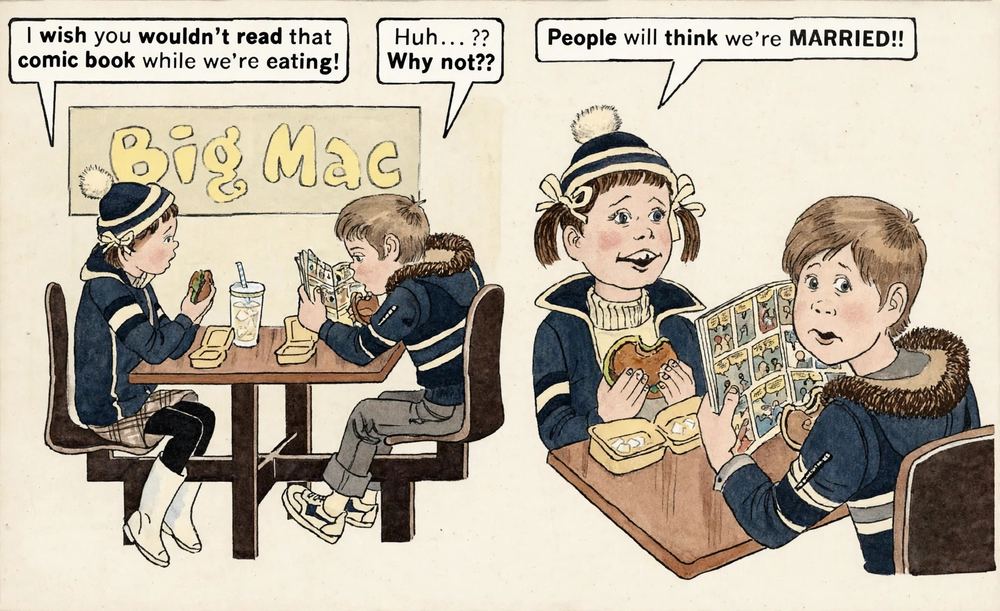 I wish you wouldn't read that
comic book while we're eating!
Huh... ??
Why not??
People will think we're MARRIED!!
Big Mac